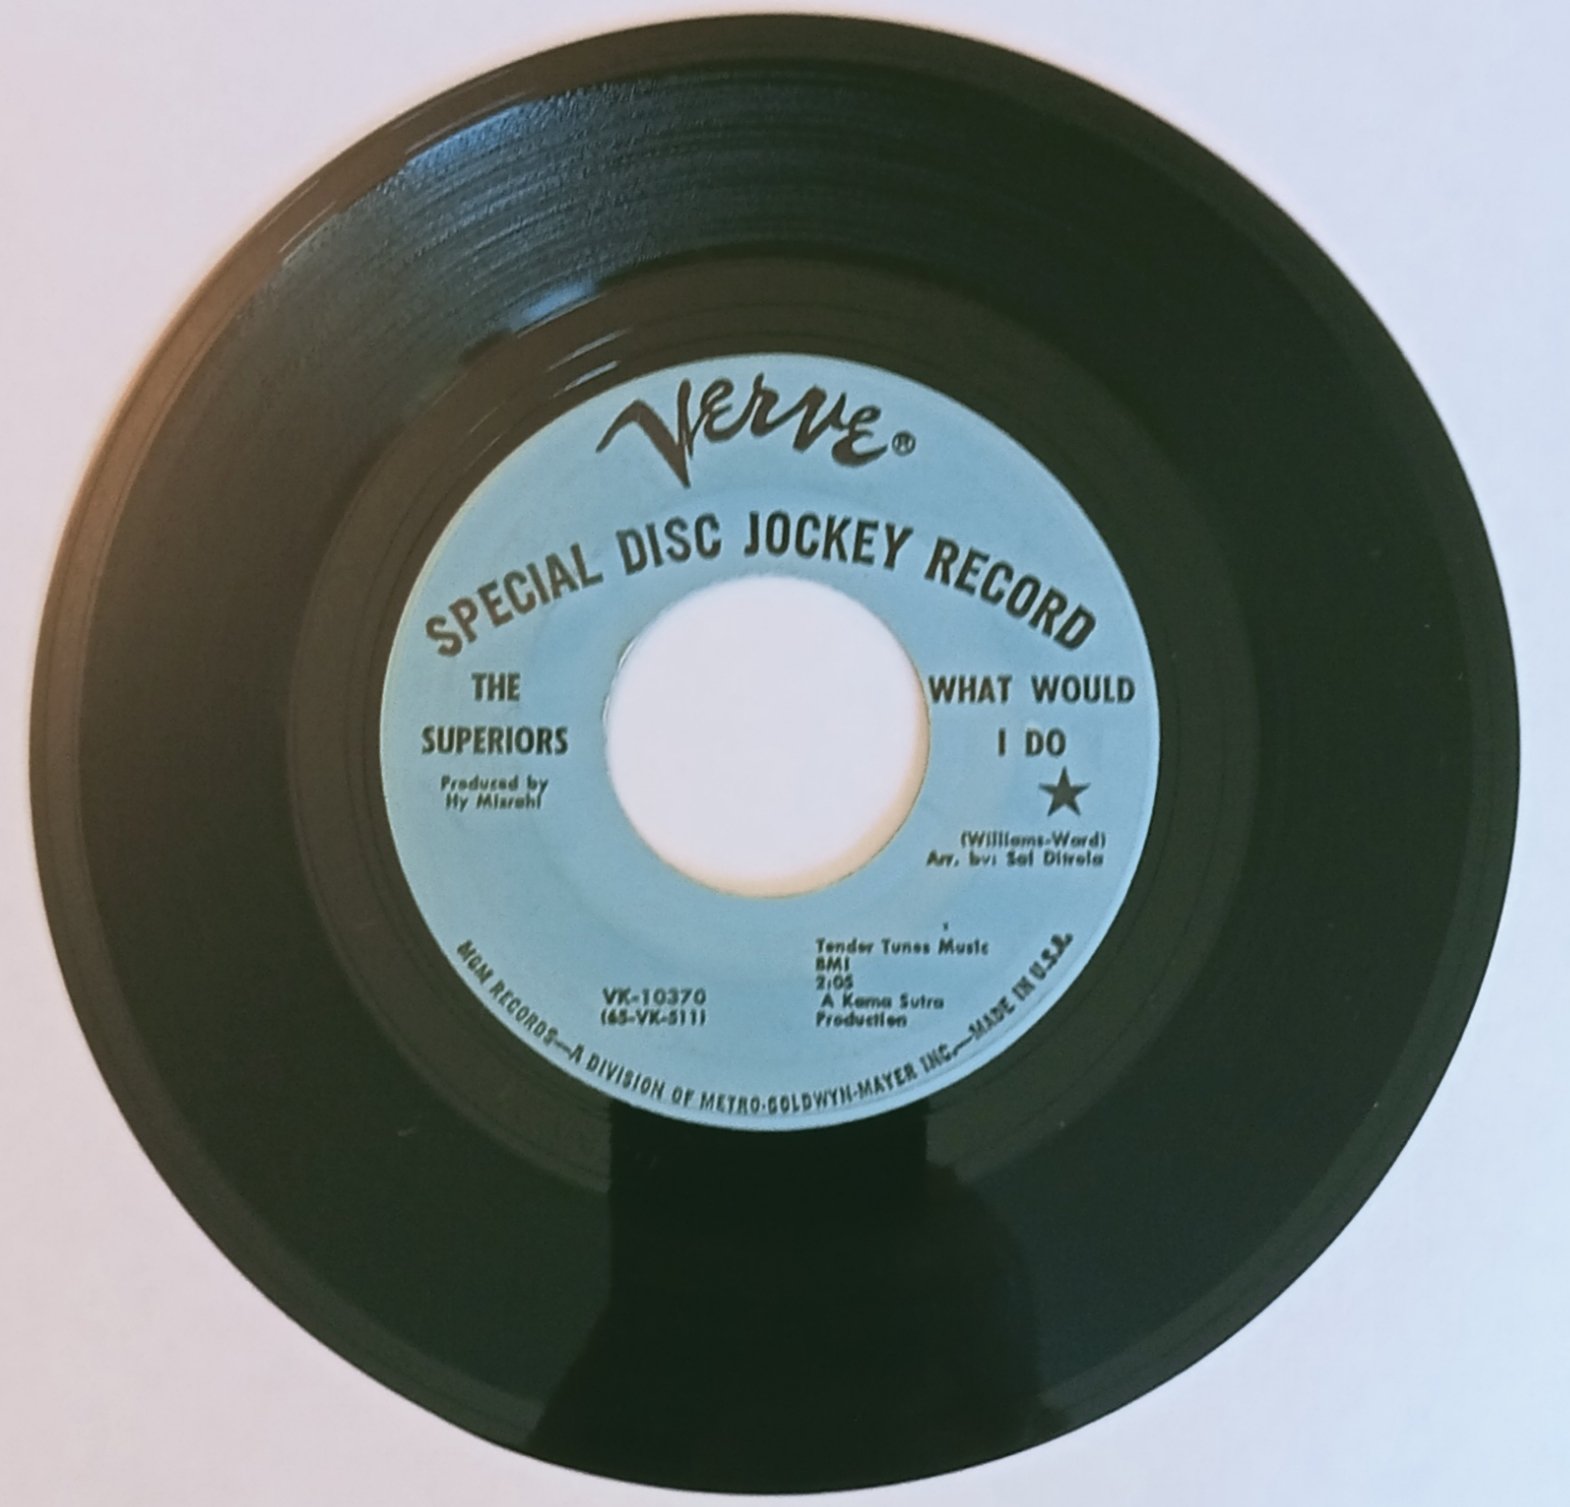 Verve®
SPECIAL DISC JOCKEY RECORD
THE
SUPERIORS
Produced by
Hy Mizrahi
WHAT WOULD
I DO
★
(Williams-Ward)
Arr. by: Sal Ditrola
Tender Tunes Music
BMI
2:05
A Kama Sutra
Production
VK-10370
(65-VK-511)
MGM RECORDS—A DIVISION OF METRO-GOLDWYN-MAYER INC.—MADE IN U.S.A.